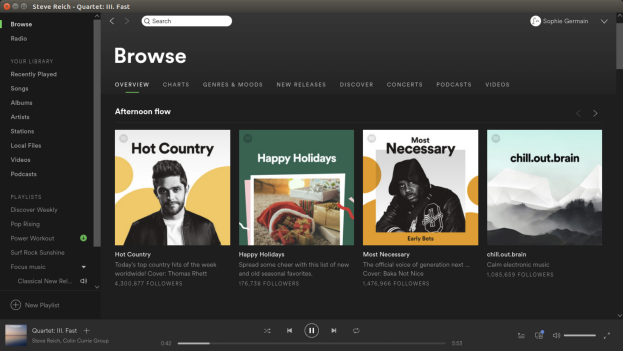 Steve Reich - Quartet: III. Fast
Browse
Radio
YOUR LIBRARY
Recently Played
Songs
Albums
Artists
Stations
Local Files
Videos
Podcasts
PLAYLISTS
Discover Weekly
Pop Rising
Power Workout
Surf Rock Sunshine
Focus music
Classical New Rel...
New Playlist
Search
Sophie Germain
Browse
OVERVIEW CHARTS GENRES & MOODS NEW RELEASES DISCOVER CONCERTS PODCASTS VIDEOS
Afternoon flow
Hot Country
Hot Country
Today's top country hits of the week
worldwide! Cover: Thomas Rhett
4,305,877 FOLLOWERS
Happy Holidays
Happy Holidays
Spread some cheer with this list of new
and old seasonal favorites.
176,738 FOLLOWERS
Most
Necessary
Early Bets
Most Necessary
The official voice of generation next ...
Cover: Baka Not Nice
1,476,966 FOLLOWERS
chill.out.brain
chill.out.brain
Calm electronic music
1,085,659 FOLLOWERS
Quartet: III. Fast
Steve Reich, Colin Currie Group
0:42
5:03